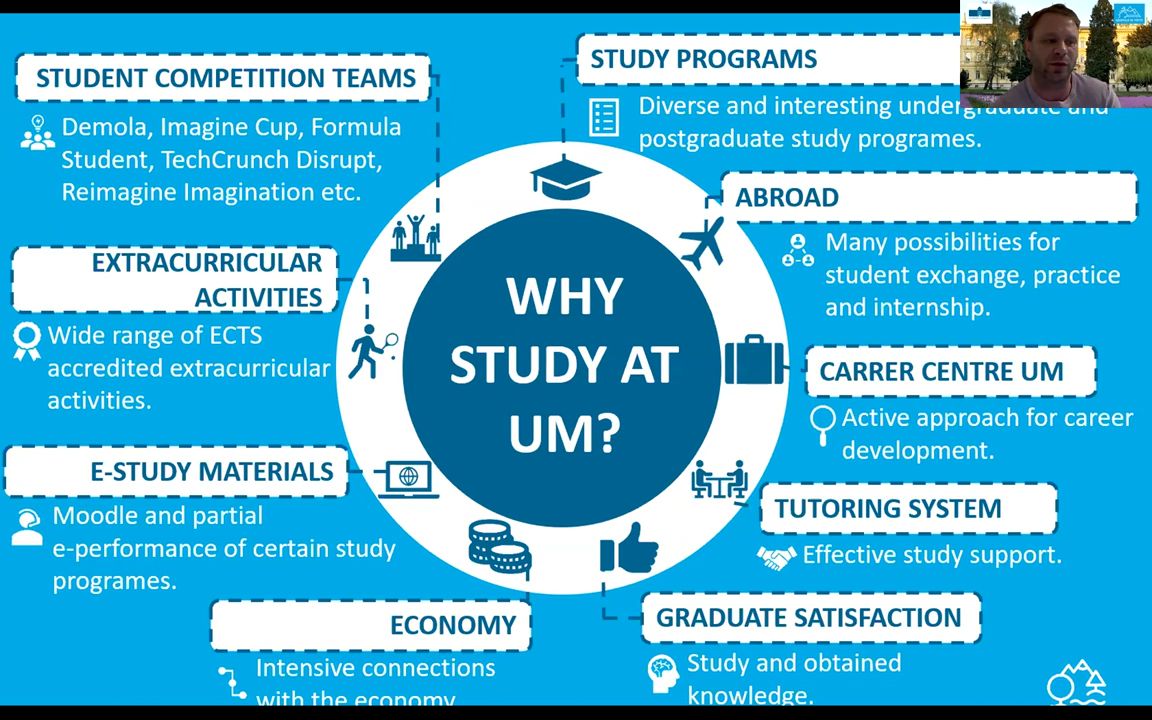 STUDENT COMPETITION TEAMS
Demola, Imagine Cup, Formula
Student, TechCrunch Disrupt,
Reimagine Imagination etc.
EXTRACURRICULAR
ACTIVITIES
Wide range of ECTS
accredited extracurricular
activities.
E-STUDY MATERIALS
Moodle and partial
e-performance of certain study
programes.
ECONOMY
Intensive connections
with the economy
WHY
STUDY AT
UM?
STUDY PROGRAMS
Diverse and interesting undergraduate and
postgraduate study programes.
ABROAD
Many possibilities for
student exchange, practice
and internship.
CARRER CENTRE UM
Active approach for career
development.
TUTORING SYSTEM
Effective study support.
GRADUATE SATISFACTION
Study and obtained
knowledge.